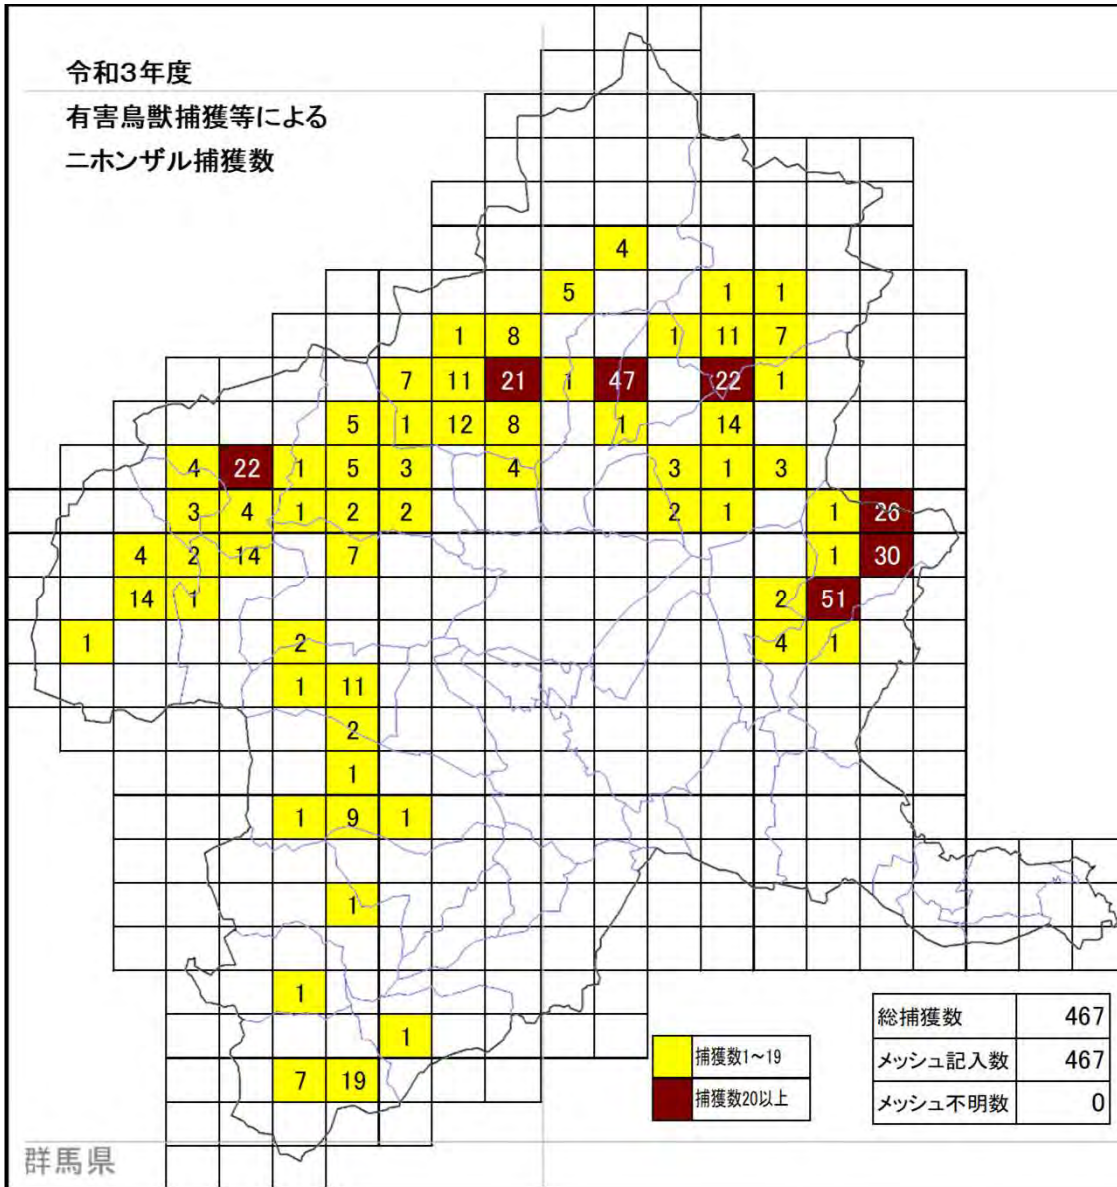 令和3年度
有害鳥獣捕獲等による
ニホンザル捕獲数
4
5 1 1
1 8 1 11 7
7 11 21 1 47 22 1
5 1 12 8 1 14
4 22 1 5 3 4 3 1 3
3 4 1 2 2 2 1 1 26
4 2 14 7 1 30
14 1 2 51
1 2 4 1
1 11
2
1
1 9 1
1
1
1
7 19
捕獲数1~19
捕獲数20以上
総捕獲数 467
メッシュ記入数 467
メッシュ不明数 0
群馬県